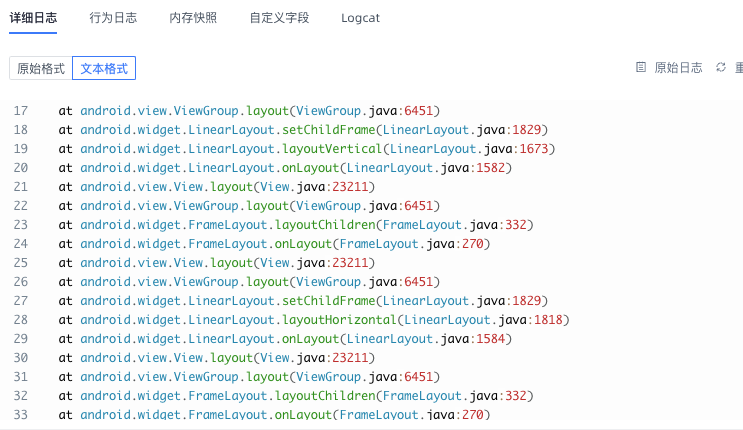 详细日志 行为日志 内存快照 自定义字段 Logcat
原始格式 文本格式 原始日志
17 at android.view.ViewGroup.layout(ViewGroup.java:6451)
18 at android.widget.LinearLayout.setChildFrame(LinearLayout.java:1829)
19 at android.widget.LinearLayout.layoutVertical(LinearLayout.java:1673)
20 at android.widget.LinearLayout.onLayout(LinearLayout.java:1582)
21 at android.view.View.layout(View.java:23211)
22 at android.view.ViewGroup.layout(ViewGroup.java:6451)
23 at android.widget.FrameLayout.layoutChildren(FrameLayout.java:332)
24 at android.widget.FrameLayout.onLayout(FrameLayout.java:270)
25 at android.view.View.layout(View.java:23211)
26 at android.view.ViewGroup.layout(ViewGroup.java:6451)
27 at android.widget.LinearLayout.setChildFrame(LinearLayout.java:1829)
28 at android.widget.LinearLayout.layoutHorizontal(LinearLayout.java:1818)
29 at android.widget.LinearLayout.onLayout(LinearLayout.java:1584)
30 at android.view.View.layout(View.java:23211)
31 at android.view.ViewGroup.layout(ViewGroup.java:6451)
32 at android.widget.FrameLayout.layoutChildren(FrameLayout.java:332)
33 at android.widget.FrameLayout.onLayout(FrameLayout.java:270)